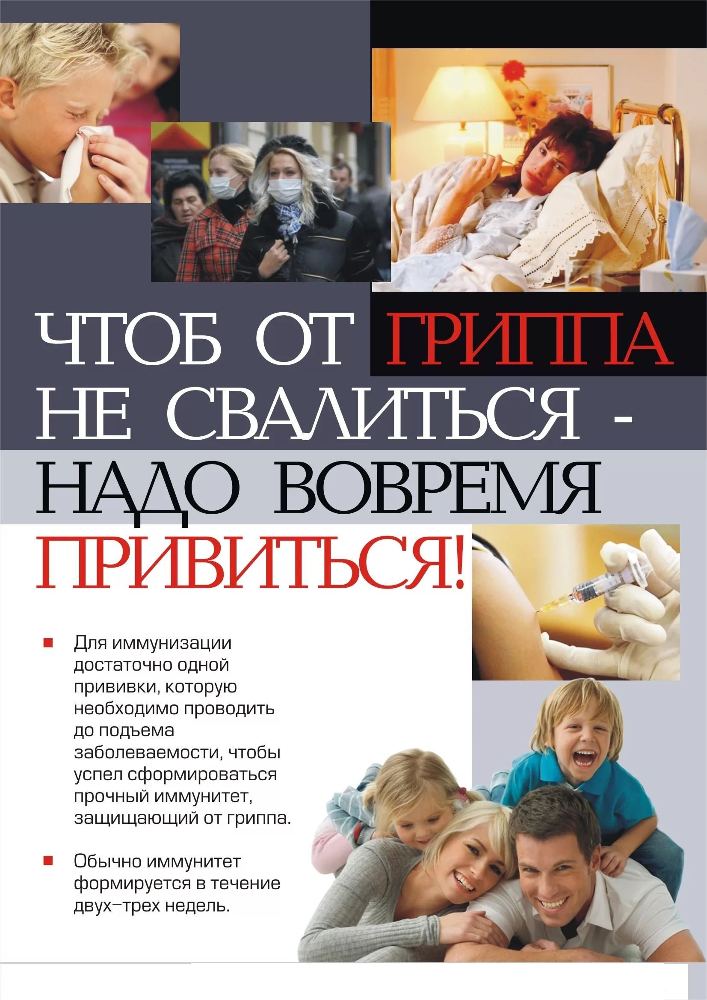 ЧТОБ ОТ ГРИППА
НЕ СВАЛИТЬСЯ -
НАДО ВОВРЕМЯ
ПРИВИТЬСЯ!
Для иммунизации
достаточно одной
прививки, которую
необходимо проводить
до подъема
заболеваемости, чтобы
успел сформироваться
прочный иммунитет,
защищающий от гриппа.
Обычно иммунитет
формируется в течение
двух–трех недель.